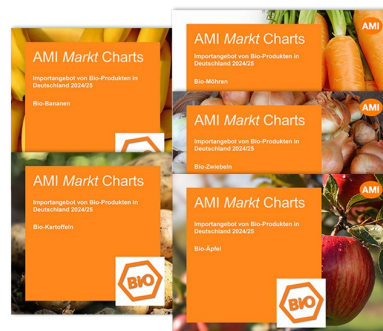 AMI Markt Charts
Importangebot von Bio-Produkten in
Deutschland 2024/25
Bio-Bananen
AMI Markt Charts
Importangebot von Bio-Produkten in
Deutschland 2024/25
Bio-Kartoffeln
BiO
AMI
AMI Markt Charts
Importangebot von Bio-Produkten in
Deutschland 2024/25
Bio-Möhren
AMI
AMI Markt Charts
Importangebot von Bio-Produkten in
Deutschland 2024/25
Bio-Zwiebeln
AMI
AMI Markt Charts
Importangebot von Bio-Produkten in
Deutschland 2024/25
Bio-Äpfel
BiO